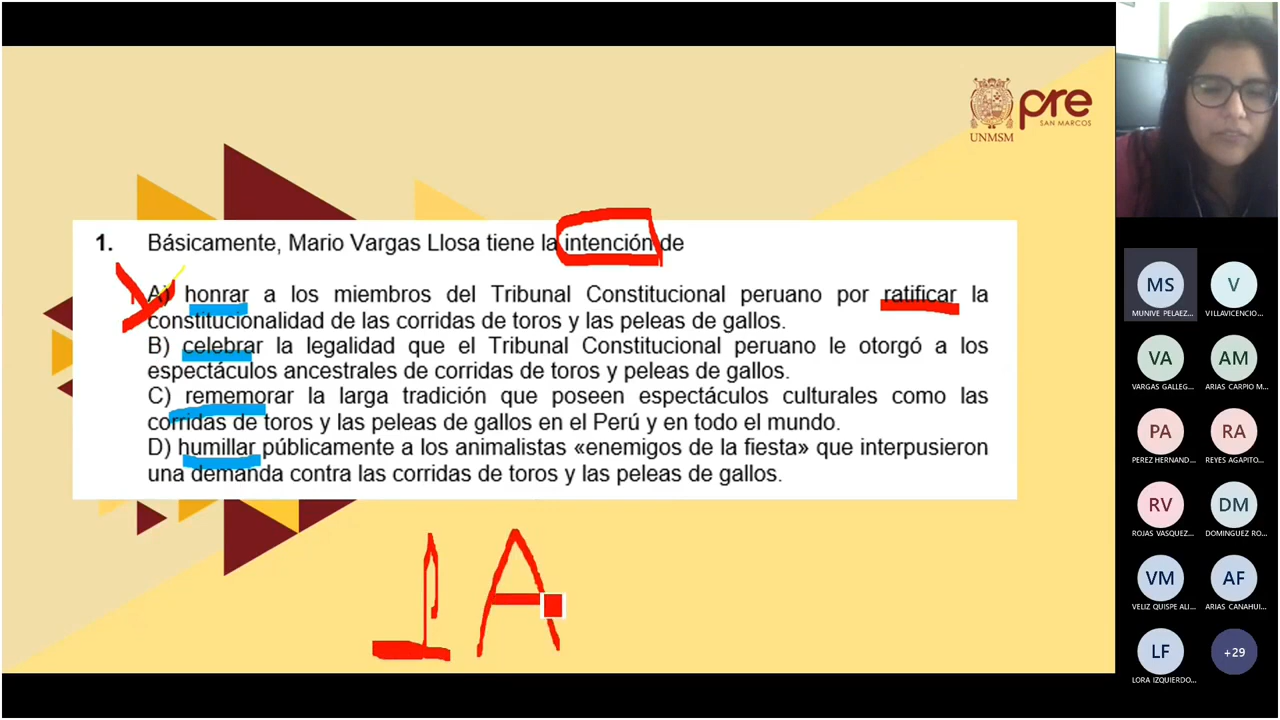 pre
SAN MARCOS
UNMSM
1. Básicamente, Mario Vargas Llosa tiene la intención de
A) honrar a los miembros del Tribunal Constitucional peruano por ratificar la
constitucionalidad de las corridas de toros y las peleas de gallos.
B) celebrar la legalidad que el Tribunal Constitucional peruano le otorgó a los
espectáculos ancestrales de corridas de toros y peleas de gallos.
C) rememorar la larga tradición que poseen espectáculos culturales como las
corridas de toros y las peleas de gallos en el Perú y en todo el mundo.
D) humillar públicamente a los animalistas «enemigos de la fiesta» que interpusieron
una demanda contra las corridas de toros y las peleas de gallos.
1 A
MS V
MUNIVE PELAEZ... VILLAVICENCIO...
VA AM
VARGAS GALLEG... ARIAS CARPIO M...
PA RA
PEREZ HERNAND... REYES AGAPITO...
RV DM
ROJAS VASQUEZ... DOMINGUEZ RO...
VM AF
VELIZ QUISPE ALI... ARIAS CANAHUI...
LF +29
LORA IZQUIERDO...